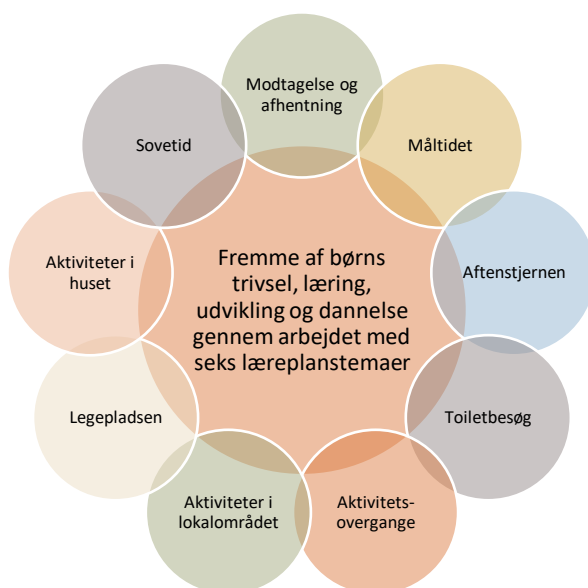 Modtagelse og
afhentning
Måltidet
Aftenstjernen
Toiletbesøg
Aktivitets-
overgange
Aktiviteter i
lokalområdet
Legepladsen
Aktiviteter i
huset
Sovetid
Fremme af børns
trivsel, læring,
udvikling og dannelse
gennem arbejdet med
seks læreplanstemaer